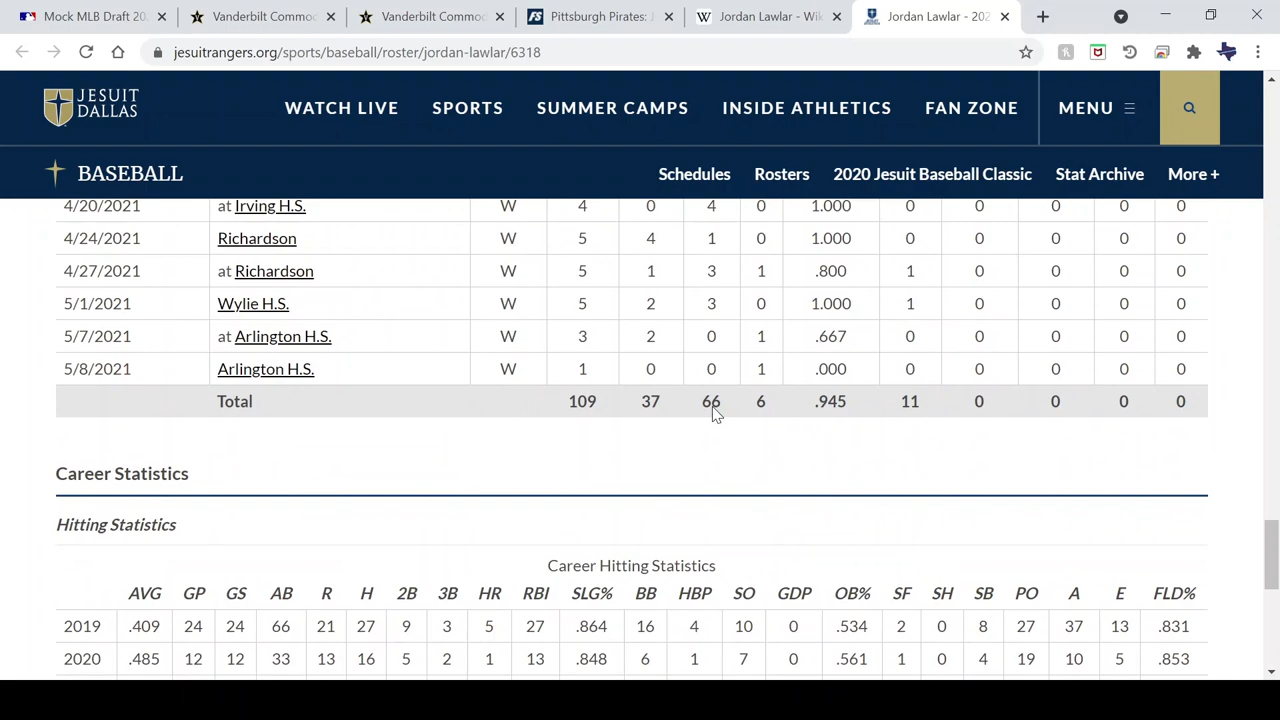 Mock MLB Draft 20
Vanderbilt Commod
Vanderbilt Commod
Pittsburgh Pirates: J
Jordan Lawlar - Wik
Jordan Lawlar - 202
jesuitrangers.org/sports/baseball/roster/jordan-lawlar/6318
JESUIT DALLAS WATCH LIVE SPORTS SUMMER CAMPS INSIDE ATHLETICS FAN ZONE MENU
BASEBALL Schedules Rosters 2020 Jesuit Baseball Classic Stat Archive More +
4/20/2021 at Irving H.S. W 4 0 4 0 1.000 0 0 0 0 0
4/24/2021 Richardson W 5 4 1 0 1.000 0 0 0 0 0
4/27/2021 at Richardson W 5 1 3 1 .800 1 0 0 0 0
5/1/2021 Wylie H.S. W 5 2 3 0 1.000 1 0 0 0 0
5/7/2021 at Arlington H.S. W 3 2 0 1 .667 0 0 0 0 0
5/8/2021 Arlington H.S. W 1 0 0 1 .000 0 0 0 0 0
Total 109 37 66 6 .945 11 0 0 0 0
Career Statistics
Hitting Statistics
Career Hitting Statistics
AVG GP GS AB R H 2B 3B HR RBI SLG% BB HBP SO GDP OB% SF SH SB PO A E FLD%
2019 .409 24 24 66 21 27 9 3 5 27 .864 16 4 10 0 .534 2 0 8 27 37 13 .831
2020 .485 12 12 33 13 16 5 2 1 13 .848 6 1 7 0 .561 1 0 4 19 10 5 .853